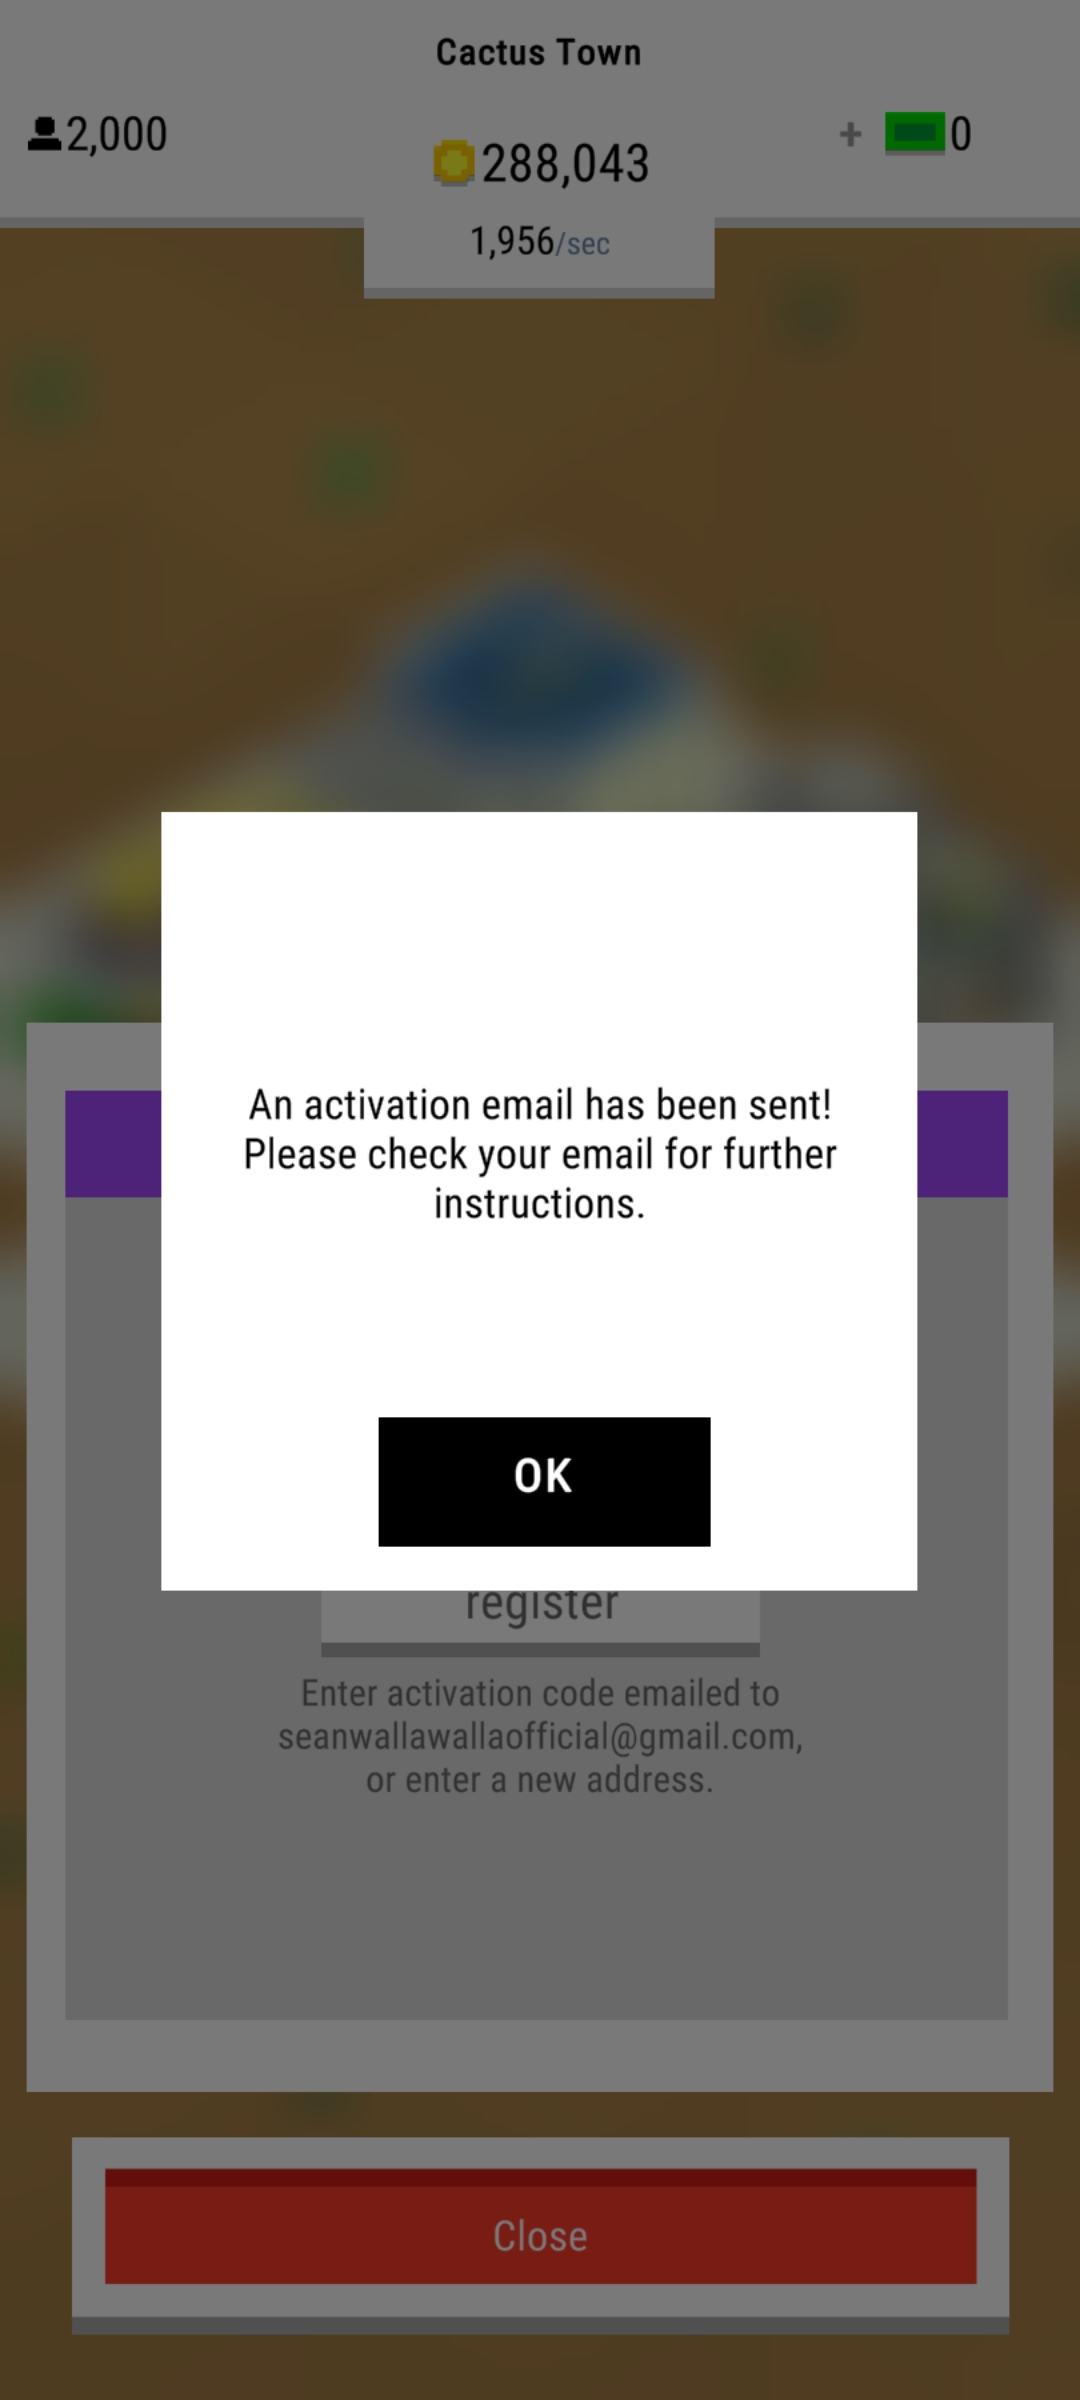 Cactus Town
2,000
288,043
+ 0
1,956/sec
An activation email has been sent!
Please check your email for further
instructions.
OK
register
Enter activation code emailed to
seanwallawallaofficial@gmail.com,
or enter a new address.
Close